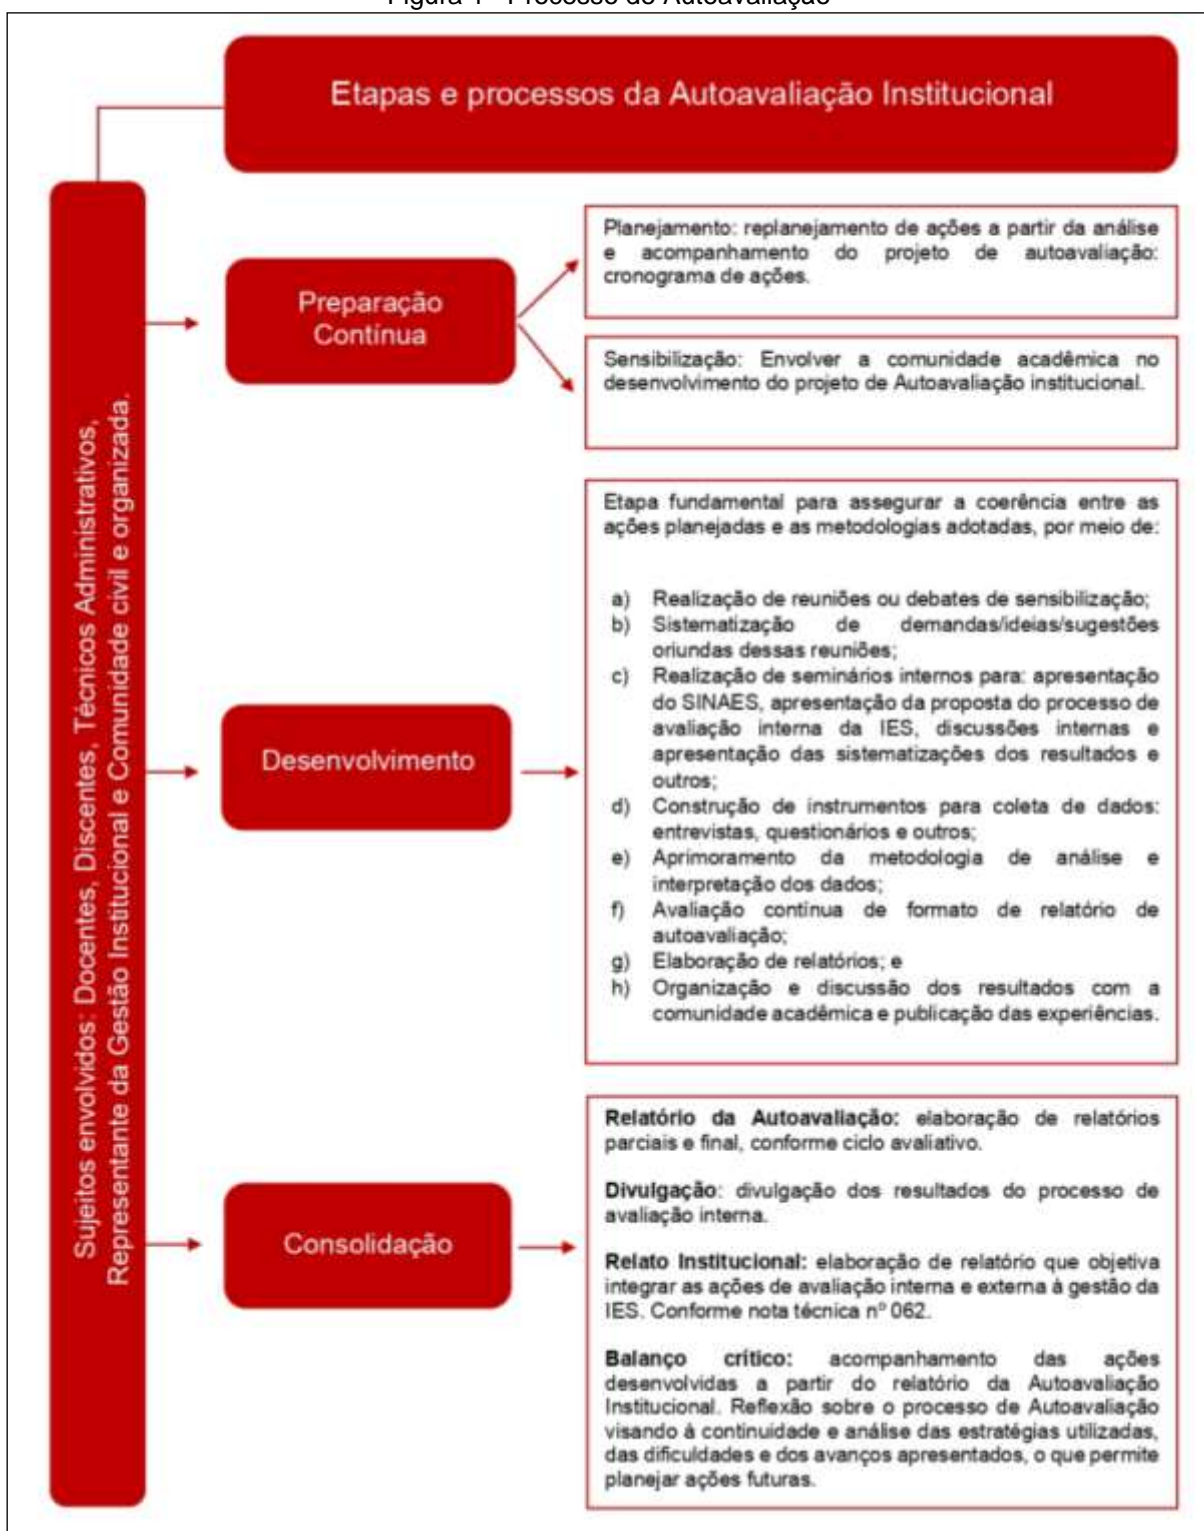 Figura 1 - Processo de Autoavaliação
Etapas e processos da Autoavaliação Institucional
Sujeitos envolvidos: Docentes, Discentes, Técnicos Administrativos,
Representante da Gestão Institucional e Comunidade civil e organizada.
Preparação
Contínua
Planejamento: replanejamento de ações a partir da análise
e acompanhamento do projeto de autoavaliação:
cronograma de ações.
Sensibilização: Envolver a comunidade acadêmica no
desenvolvimento do projeto de Autoavaliação institucional.
Desenvolvimento
Etapa fundamental para assegurar a coerência entre as
ações planejadas e as metodologias adotadas, por meio de:
a) Realização de reuniões ou debates de sensibilização;
b) Sistematização de demandas/ideias/sugestões
oriundas dessas reuniões;
c) Realização de seminários internos para: apresentação
do SINAES, apresentação da proposta do processo de
avaliação interna da IES, discussões internas e
apresentação das sistematizações dos resultados e
outros;
d) Construção de instrumentos para coleta de dados:
entrevistas, questionários e outros;
e) Aprimoramento da metodologia de análise e
interpretação dos dados;
f) Avaliação contínua de formato de relatório de
autoavaliação;
g) Elaboração de relatórios; e
h) Organização e discussão dos resultados com a
comunidade acadêmica e publicação das experiências.
Consolidação
Relatório da Autoavaliação: elaboração de relatórios
parciais e final, conforme ciclo avaliativo.
Divulgação: divulgação dos resultados do processo de
avaliação interna.
Relato Institucional: elaboração de relatório que objetiva
integrar as ações de avaliação interna e externa à gestão da
IES. Conforme nota técnica nº 062.
Balanço crítico: acompanhamento das ações
desenvolvidas a partir do relatório da Autoavaliação
Institucional. Reflexão sobre o processo de Autoavaliação
visando à continuidade e análise das estratégias utilizadas,
das dificuldades e dos avanços apresentados, o que permite
planejar ações futuras.